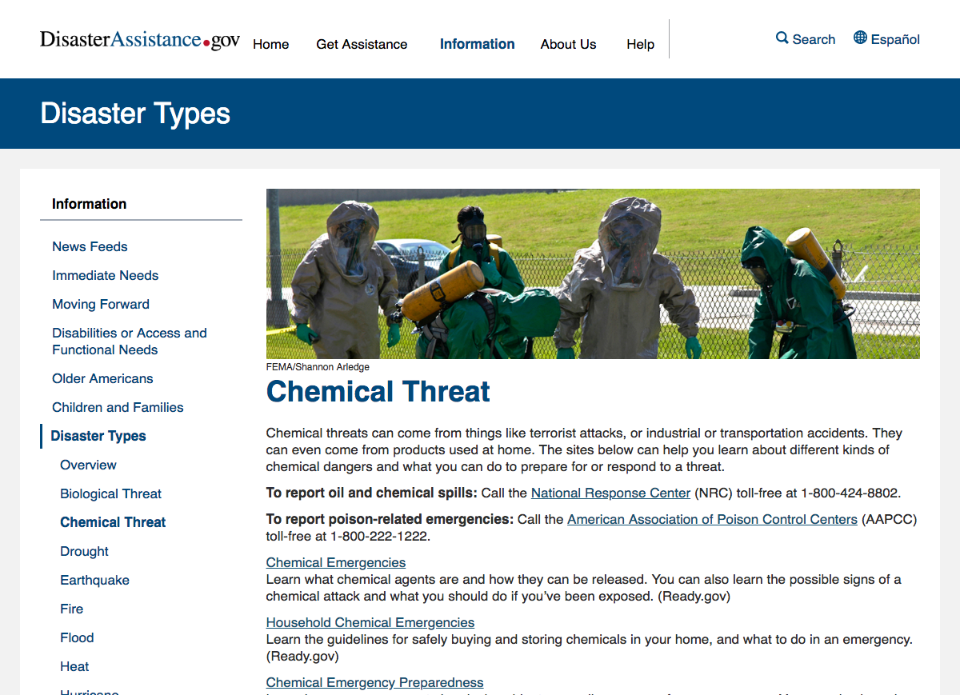 DisasterAssistance.gov
Home Get Assistance Information About Us Help
Search Español
Disaster Types
Information
News Feeds
Immediate Needs
Moving Forward
Disabilities or Access and
Functional Needs
Older Americans
Children and Families
Disaster Types
Overview
Biological Threat
Chemical Threat
Drought
Earthquake
Fire
Flood
Heat
Hurricane
FEMA/Shannon Arledge
Chemical Threat
Chemical threats can come from things like terrorist attacks, or industrial or transportation accidents. They
can even come from products used at home. The sites below can help you learn about different kinds of
chemical dangers and what you can do to prepare for or respond to a threat.
To report oil and chemical spills: Call the National Response Center (NRC) toll-free at 1-800-424-8802.
To report poison-related emergencies: Call the American Association of Poison Control Centers (AAPCC)
toll-free at 1-800-222-1222.
Chemical Emergencies
Learn what chemical agents are and how they can be released. You can also learn the possible signs of a
chemical attack and what you should do if you've been exposed. (Ready.gov)
Household Chemical Emergencies
Learn the guidelines for safely buying and storing chemicals in your home, and what to do in an emergency.
(Ready.gov)
Chemical Emergency Preparedness